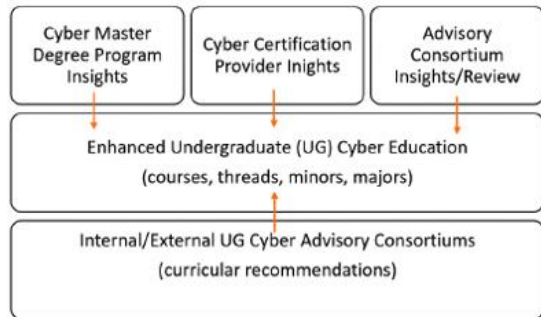 Cyber Master
Degree Program
Insights
Cyber Certification
Provider Inights
Advisory
Consortium
Insights/Review
Enhanced Undergraduate (UG) Cyber Education
(courses, threads, minors, majors)
Internal/External UG Cyber Advisory Consortiums
(curricular recommendations)